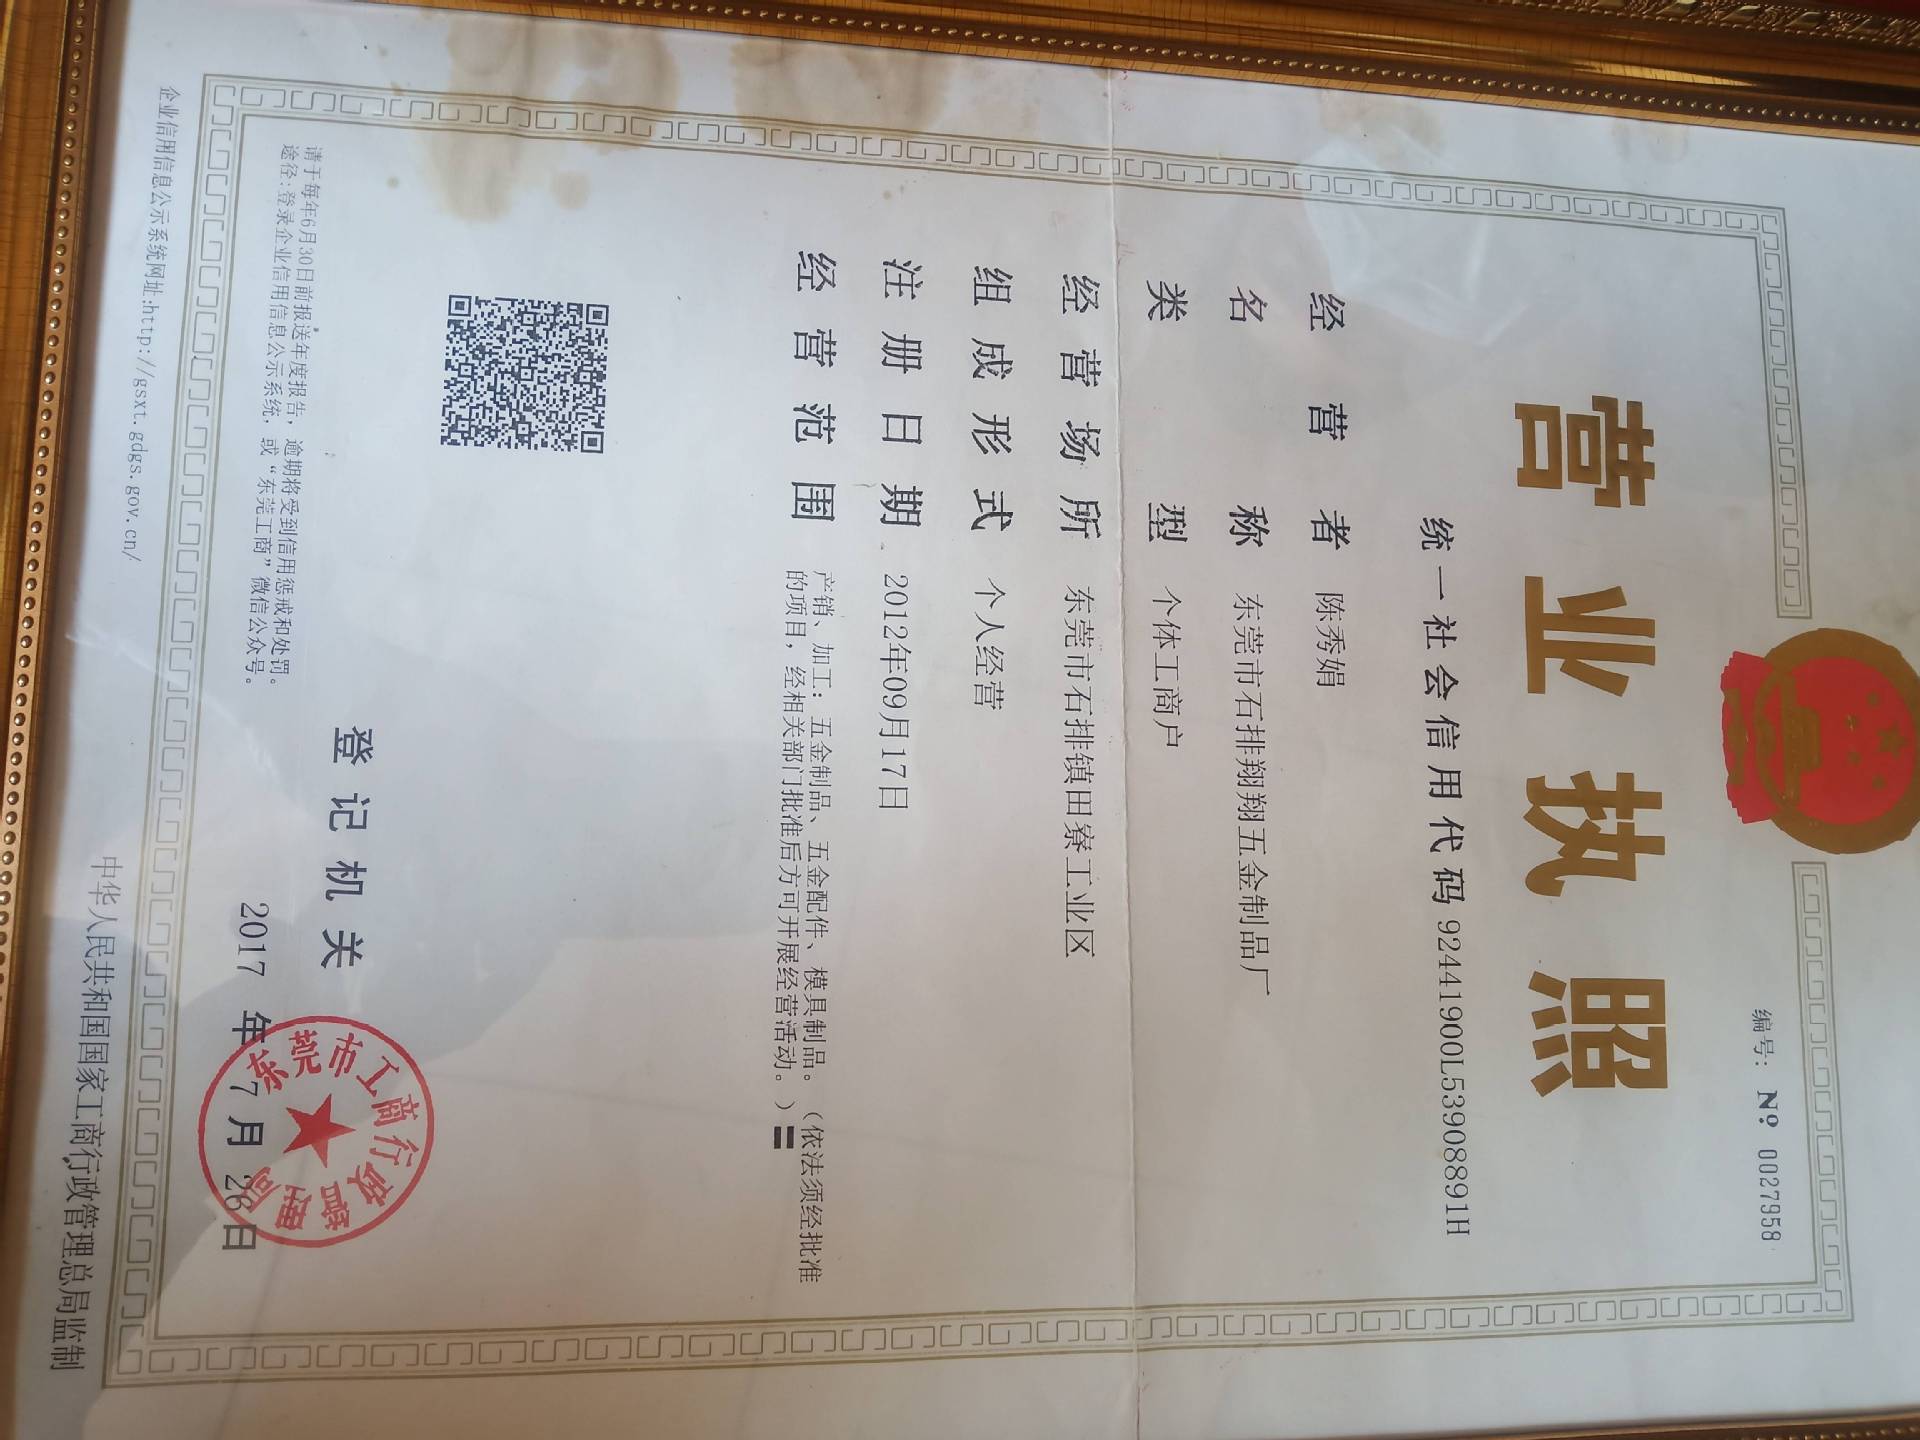 编号: № 0027958
营业执照
统一社会信用代码 92441900L53908891H
经营者 陈秀娟
名称 东莞市石排翔翔五金制品厂
类型 个体工商户
经营场所 东莞市石排镇田寮工业区
组成形式 个人经营
注册日期 2012年09月17日
经营范围 产销、加工：五金制品、五金配件、模具制品。（依法须经批准
的项目，经相关部门批准后方可开展经营活动。）
登记机关
东莞市工商行政管理局
2017 年 7 月 26 日
请于每年6月30日前报送年度报告，逾期将受到信用惩戒和处罚。
途径:登录企业信用信息公示系统，或“东莞工商”微信公众号。
企业信用信息公示系统网址:http://gsxt.gdgs.gov.cn/
中华人民共和国国家工商行政管理总局监制